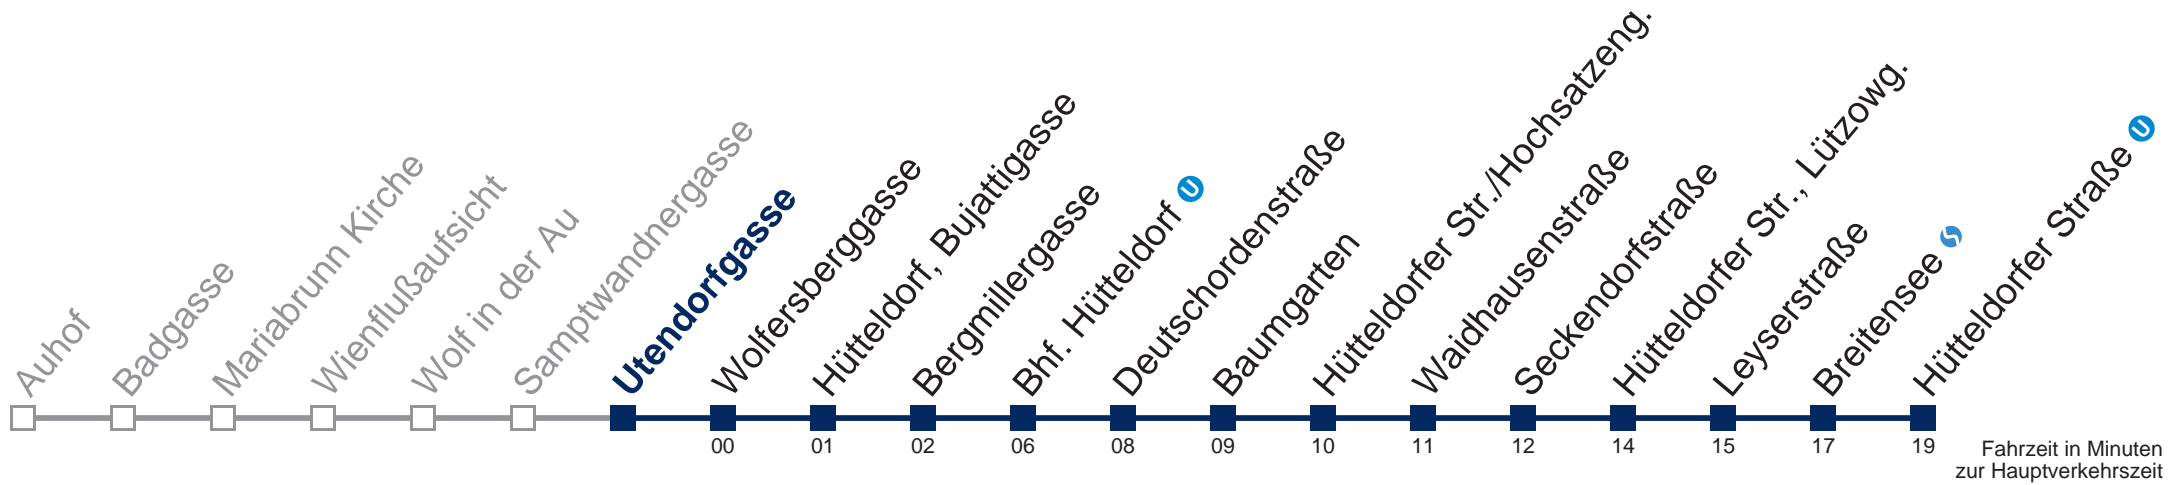 Auhof
Badgasse
Mariabrunn Kirche
Wienflußaufsicht
Wolf in der Au
Samptwandnergasse
Utendorfgasse
Wolfersberggasse
Hütteldorf, Bujattigasse
Bergmillergasse
Bhf. Hütteldorf U
Deutschordenstraße
Baumgarten
Hütteldorfer Str./Hochsatzeng.
Waidhausenstraße
Seckendorfstraße
Hütteldorfer Str., Lützowg.
Leyserstraße
Breitensee S
Hütteldorfer Straße U
00 01 02 06 08 09 10 11 12 14 15 17 19
Fahrzeit in Minuten
zur Hauptverkehrszeit